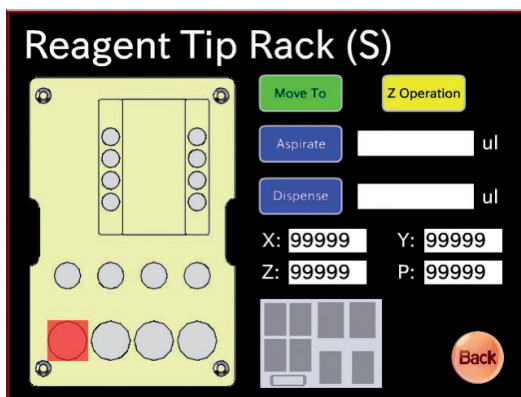 Reagent Tip Rack (S)
Move To
Z Operation
Aspirate
ul
Dispense
ul
X: 99999 Y: 99999
Z: 99999 P: 99999
Back